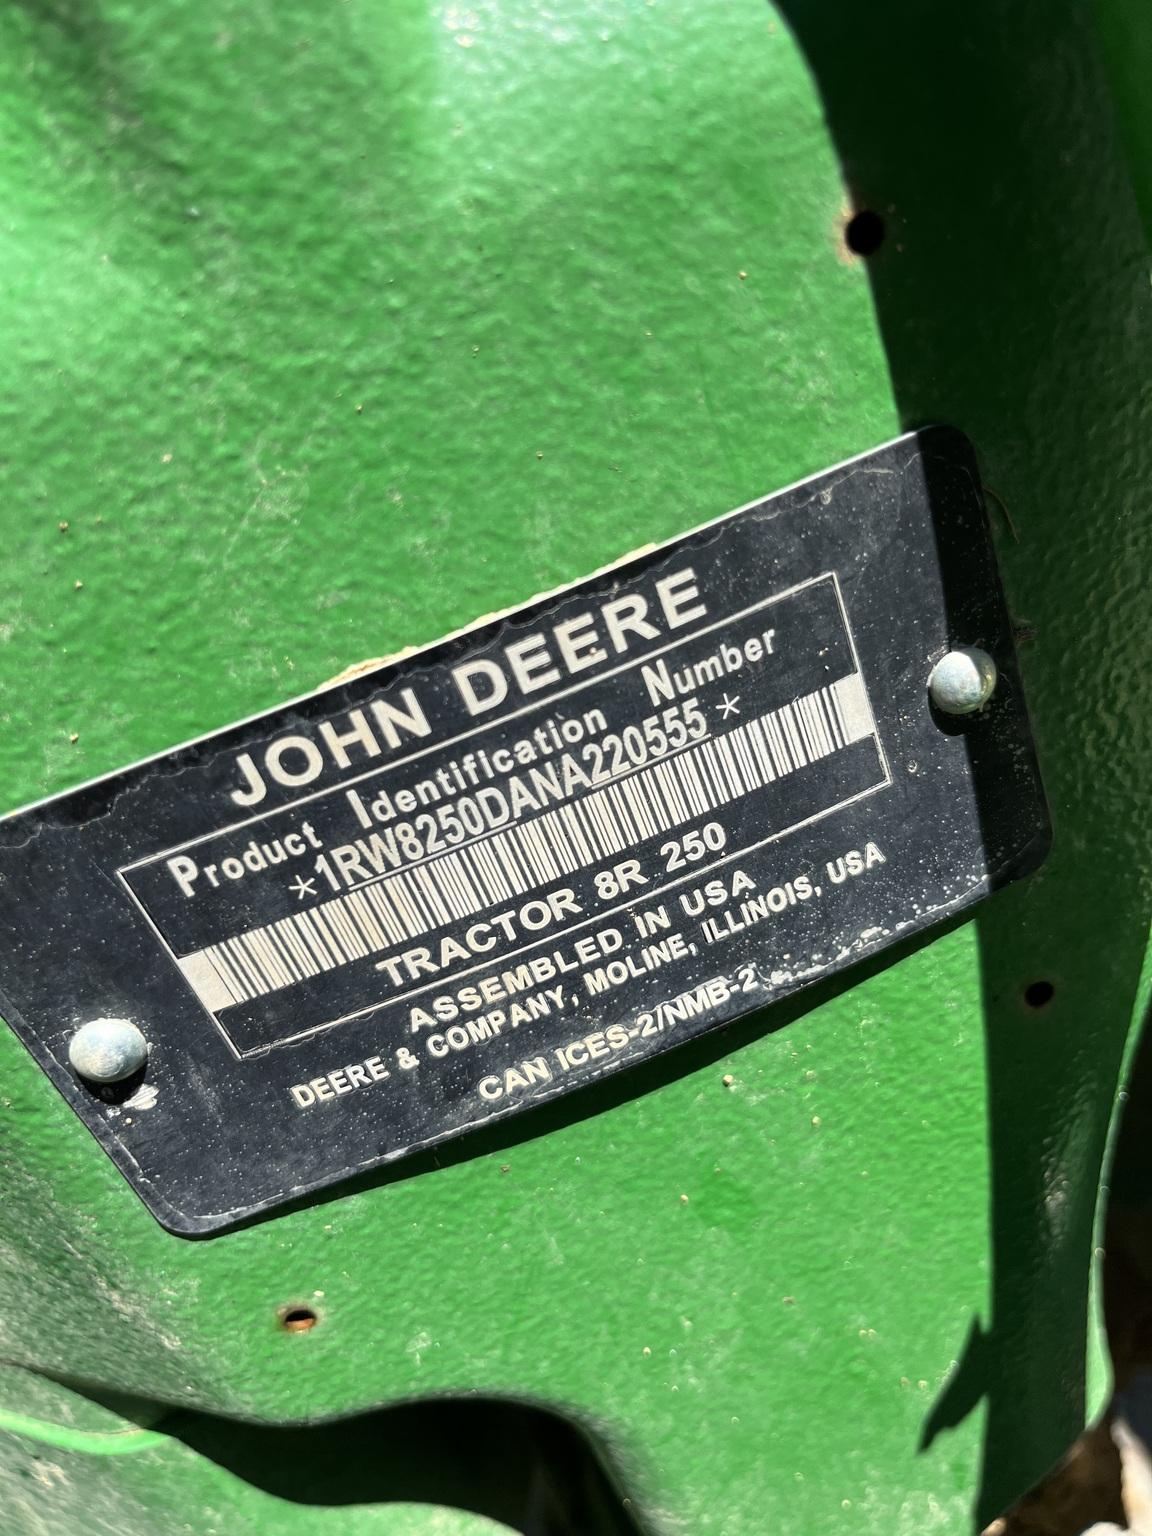 JOHN DEERE
Product Identification Number
*1RW8250DANA220555*
TRACTOR 8R 250
ASSEMBLED IN USA
DEERE & COMPANY, MOLINE, ILLINOIS, USA
CAN ICES-2/NMB-2